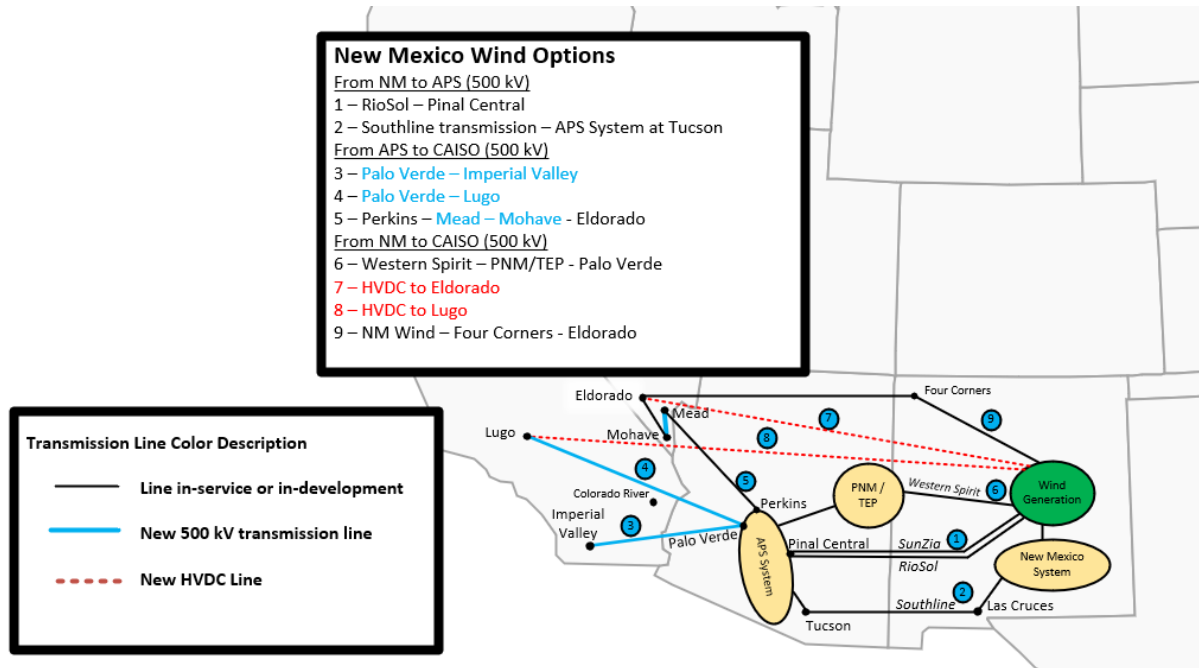 New Mexico Wind Options
From NM to APS (500 kV)
1 – RioSol – Pinal Central
2 – Southline transmission – APS System at Tucson
From APS to CAISO (500 kV)
3 – Palo Verde – Imperial Valley
4 – Palo Verde – Lugo
5 – Perkins – Mead – Mohave - Eldorado
From NM to CAISO (500 kV)
6 – Western Spirit – PNM/TEP - Palo Verde
7 – HVDC to Eldorado
8 – HVDC to Lugo
9 – NM Wind – Four Corners - Eldorado
Transmission Line Color Description
Line in-service or in-development
New 500 kV transmission line
New HVDC Line
Eldorado
Four Corners
Mead
7
9
Lugo
Mohave
8
4
5
Colorado River
Perkins
PNM /
TEP
Western Spirit
6
Wind
Generation
Imperial
Valley
3
Palo Verde
APS System
Pinal Central
SunZia
1
RioSol
New Mexico
System
2
Southline
Las Cruces
Tucson